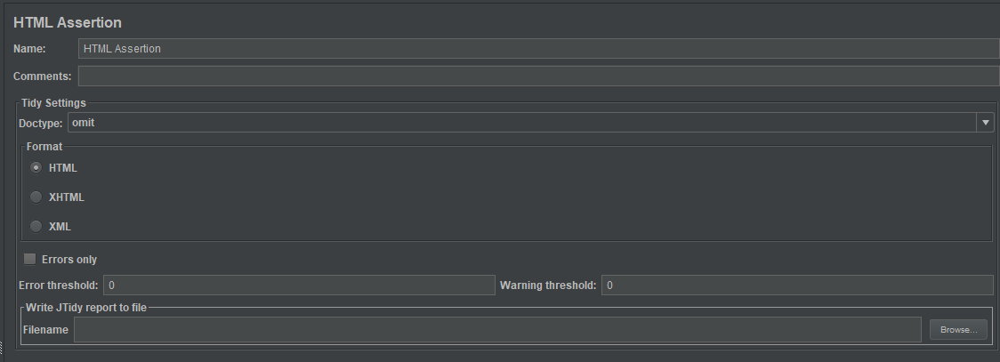 HTML Assertion
Name: HTML Assertion
Comments:
Tidy Settings
Doctype: omit
Format
HTML
XHTML
XML
Errors only
Error threshold: 0 Warning threshold: 0
Write JTidy report to file
Filename Browse...